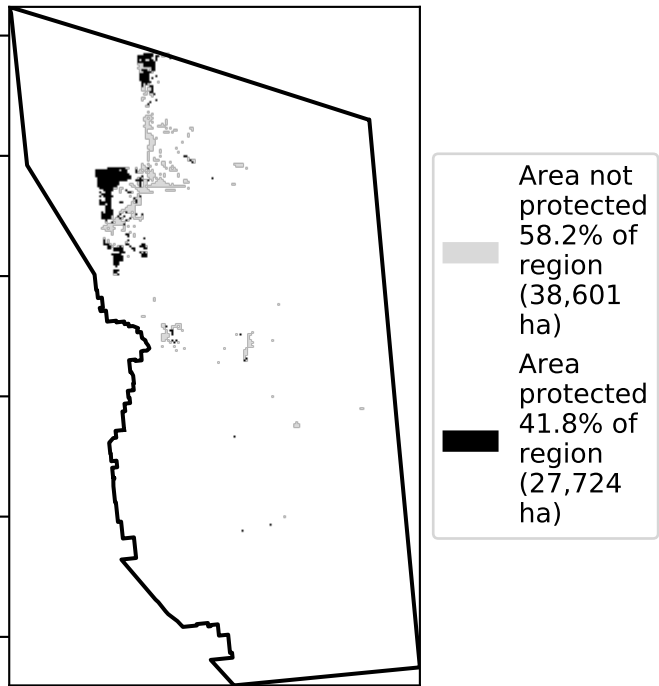 Area not
protected
58.2% of
region
(38,601
ha)
Area
protected
41.8% of
region
(27,724
ha)